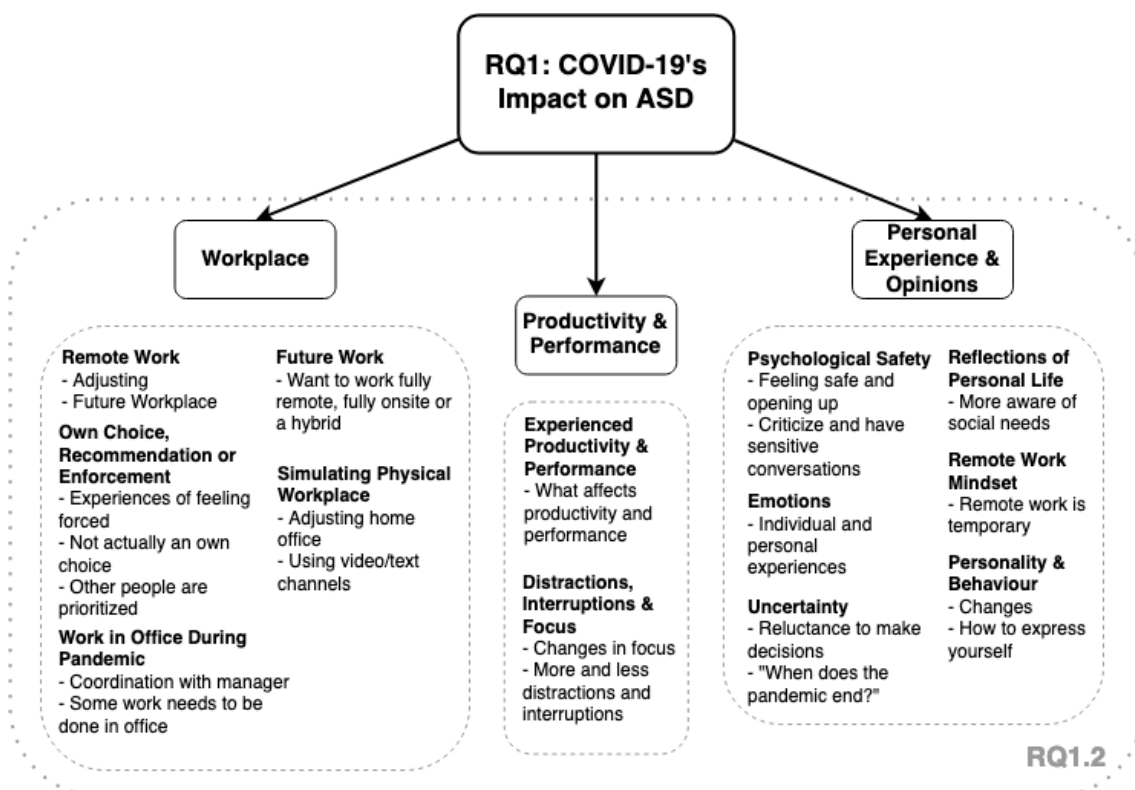 RQ1: COVID-19's
Impact on ASD
Workplace
Remote Work
- Adjusting
- Future Workplace
Own Choice,
Recommendation or
Enforcement
- Experiences of feeling
forced
- Not actually an own
choice
- Other people are
prioritized
Work in Office During
Pandemic
- Coordination with manager
- Some work needs to be
done in office
Future Work
- Want to work fully
remote, fully onsite or
a hybrid
Simulating Physical
Workplace
- Adjusting home
office
- Using video/text
channels
Productivity &
Performance
Experienced
Productivity &
Performance
- What affects
productivity and
performance
Distractions,
Interruptions &
Focus
- Changes in focus
- More and less
distractions and
interruptions
Personal
Experience &
Opinions
Psychological Safety
- Feeling safe and
opening up
- Criticize and have
sensitive
conversations
Emotions
- Individual and
personal
experiences
Uncertainty
- Reluctance to make
decisions
- "When does the
pandemic end?"
Reflections of
Personal Life
- More aware of
social needs
Remote Work
Mindset
- Remote work is
temporary
Personality &
Behaviour
- Changes
- How to express
yourself
RQ1.2